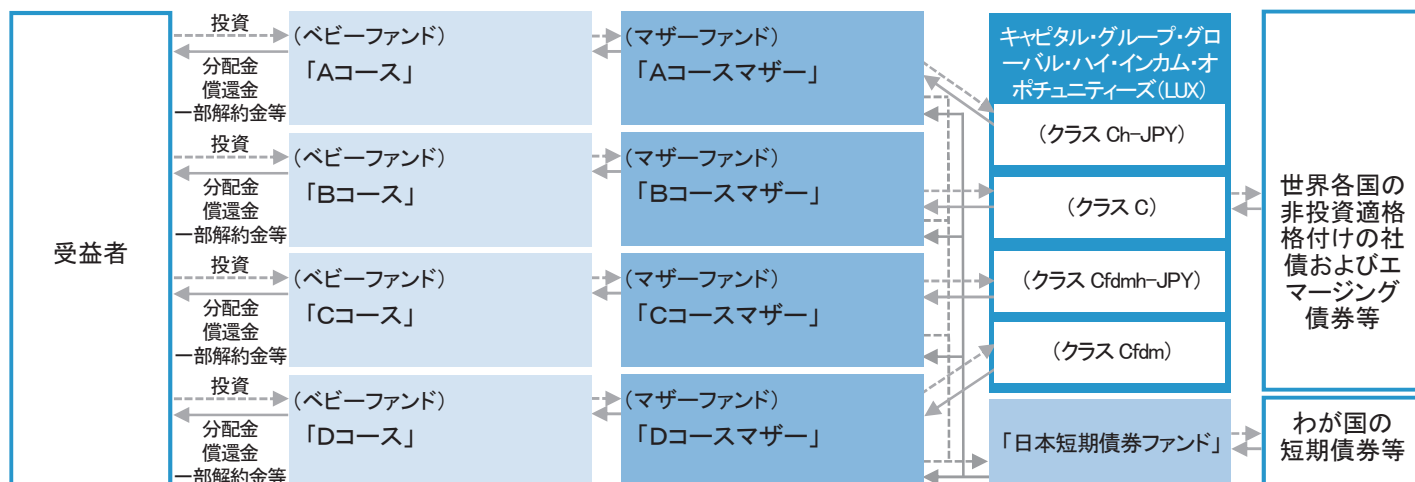 受益者
投資
分配金
償還金
一部解約金等
(ベビーファンド)
「Aコース」
(マザーファンド)
「Aコースマザー」
投資
分配金
償還金
一部解約金等
(ベビーファンド)
「Bコース」
(マザーファンド)
「Bコースマザー」
投資
分配金
償還金
一部解約金等
(ベビーファンド)
「Cコース」
(マザーファンド)
「Cコースマザー」
投資
分配金
償還金
一部解約金等
(ベビーファンド)
「Dコース」
(マザーファンド)
「Dコースマザー」
キャピタル・グループ・グロ
ーバル・ハイ・インカム・オ
ポチュニティーズ(LUX)
(クラス Ch-JPY)
(クラス C)
(クラス Cfdmh-JPY)
(クラス Cfdm)
「日本短期債券ファンド」
世界各国の
非投資適格
格付けの社
債およびエ
マージング
債券等
わが国の
短期債券等